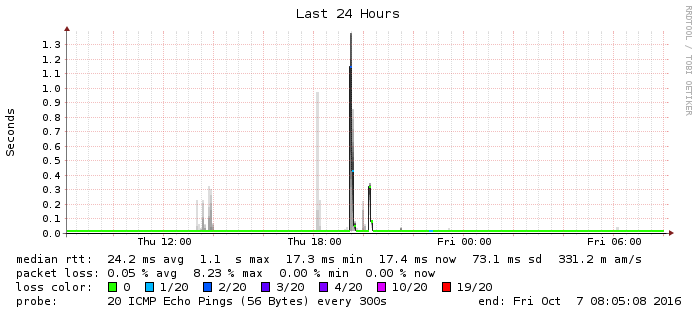 Last 24 Hours
RRDTOOL / TOBI OETIKER
Seconds
1.3
1.2
1.1
1.0
0.9
0.8
0.7
0.6
0.5
0.4
0.3
0.2
0.1
0.0
Thu 12:00 Thu 18:00 Fri 00:00 Fri 06:00
median rtt: 24.2 ms avg 1.1 s max 17.3 ms min 17.4 ms now 73.1 ms sd 331.2 m am/s
packet loss: 0.05 % avg 8.23 % max 0.00 % min 0.00 % now
loss color: 0 1/20 2/20 3/20 4/20 10/20 19/20
probe: 20 ICMP Echo Pings (56 Bytes) every 300s end: Fri Oct 7 08:05:08 2016